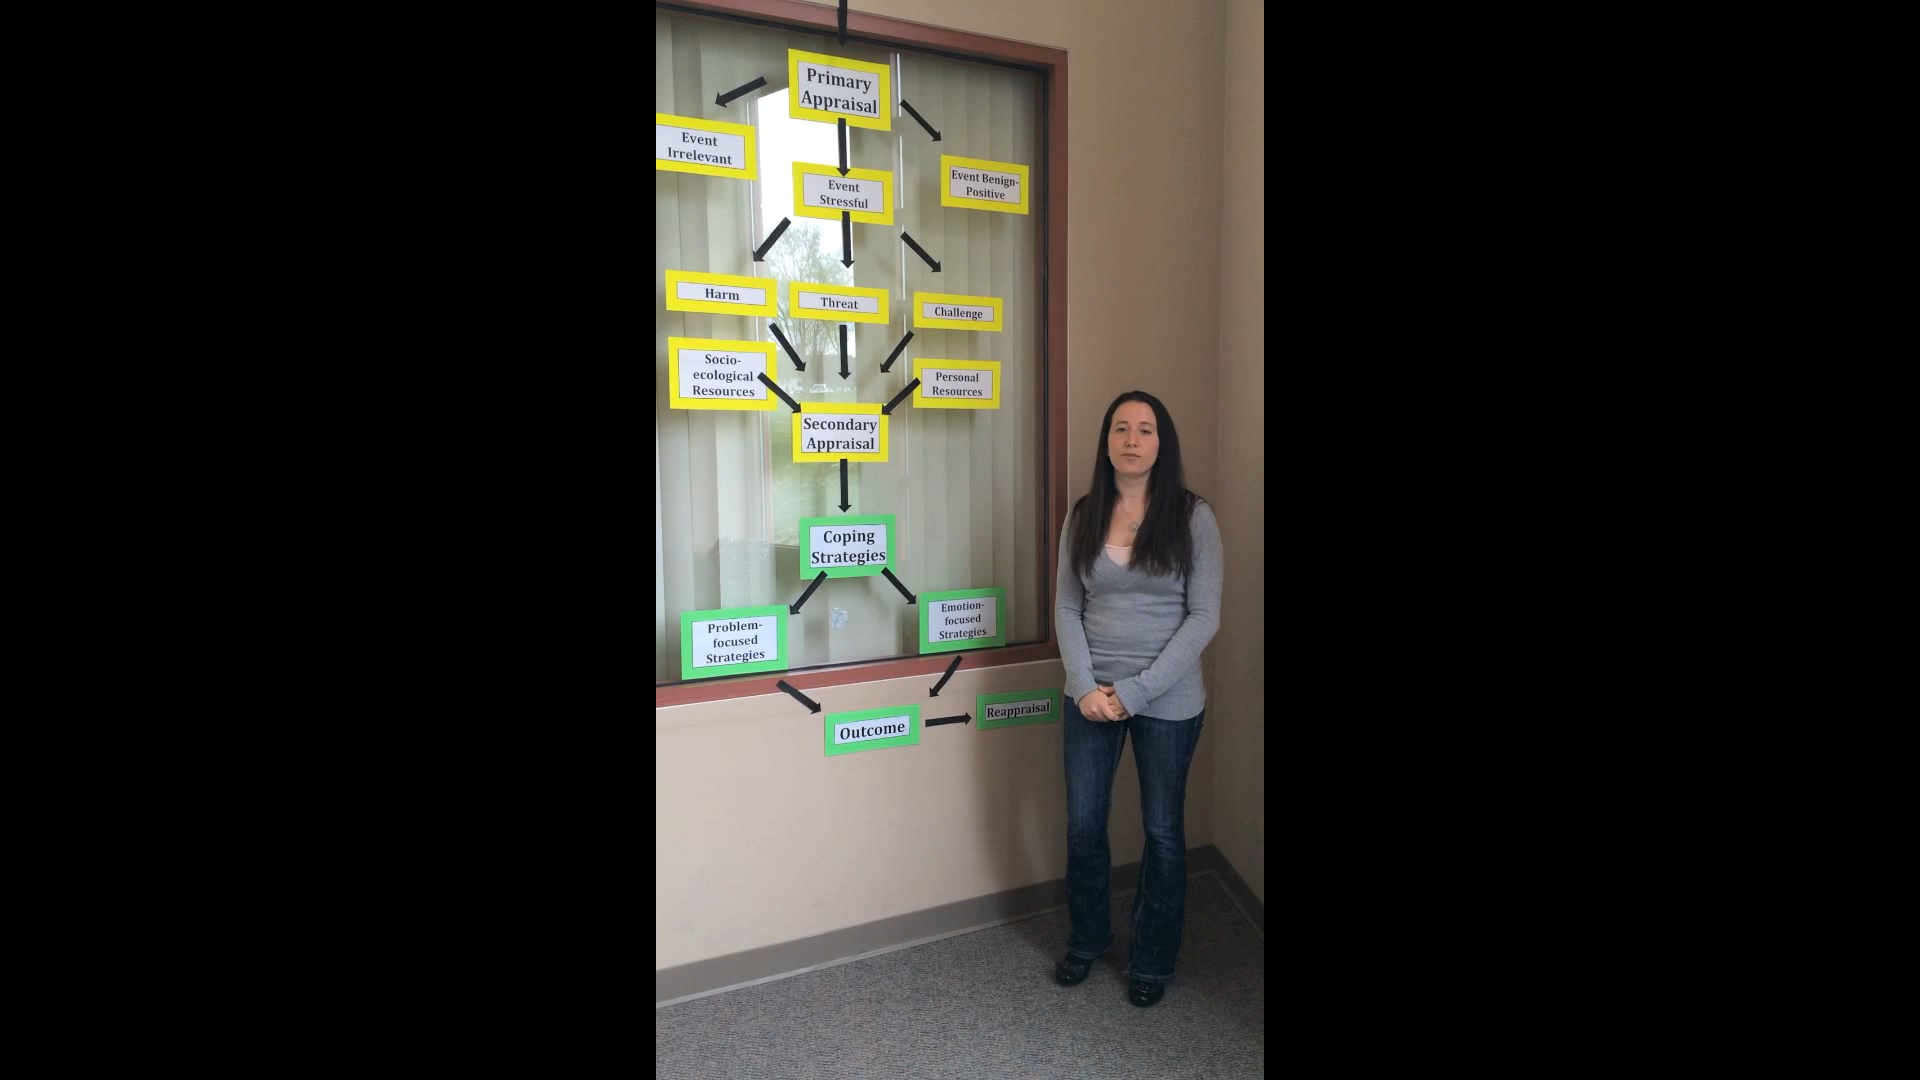 Primary
Appraisal
Event
Irrelevant
Event
Stressful
Event Benign-
Positive
Harm
Threat
Challenge
Socio-
ecological
Resources
Personal
Resources
Secondary
Appraisal
Coping
Strategies
Problem-
focused
Strategies
Emotion-
focused
Strategies
Outcome
Reappraisal